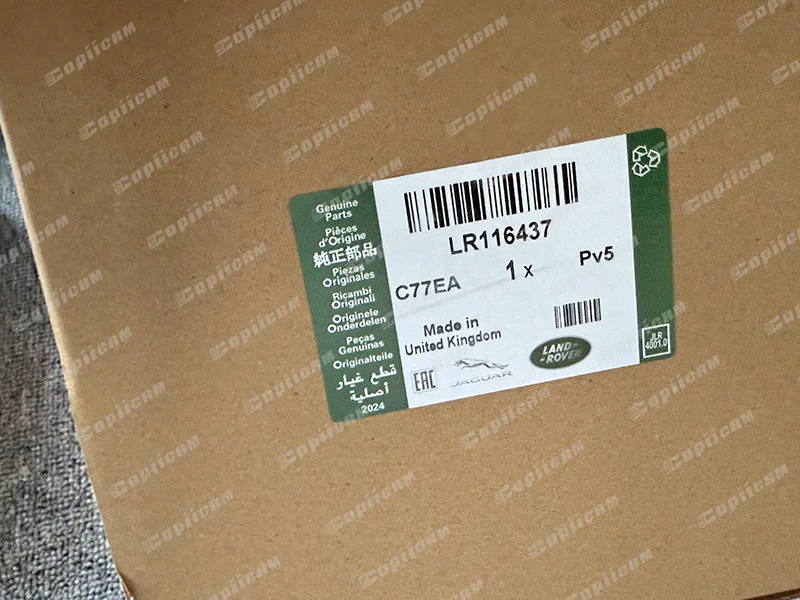 Genuine
Parts
Pièces
d'Origine
純正部品
Piezas
Originales
Ricambi
Originali
Originele
Onderdelen
Peças
Genuinas
Originalteile
قطع غيار
أصلية
2024
LR116437
C77EA
1 x
Pv5
Made in
United Kingdom
EAC
JAGUAR
LAND-
-ROVER
JLR
4001.0
Copiicam